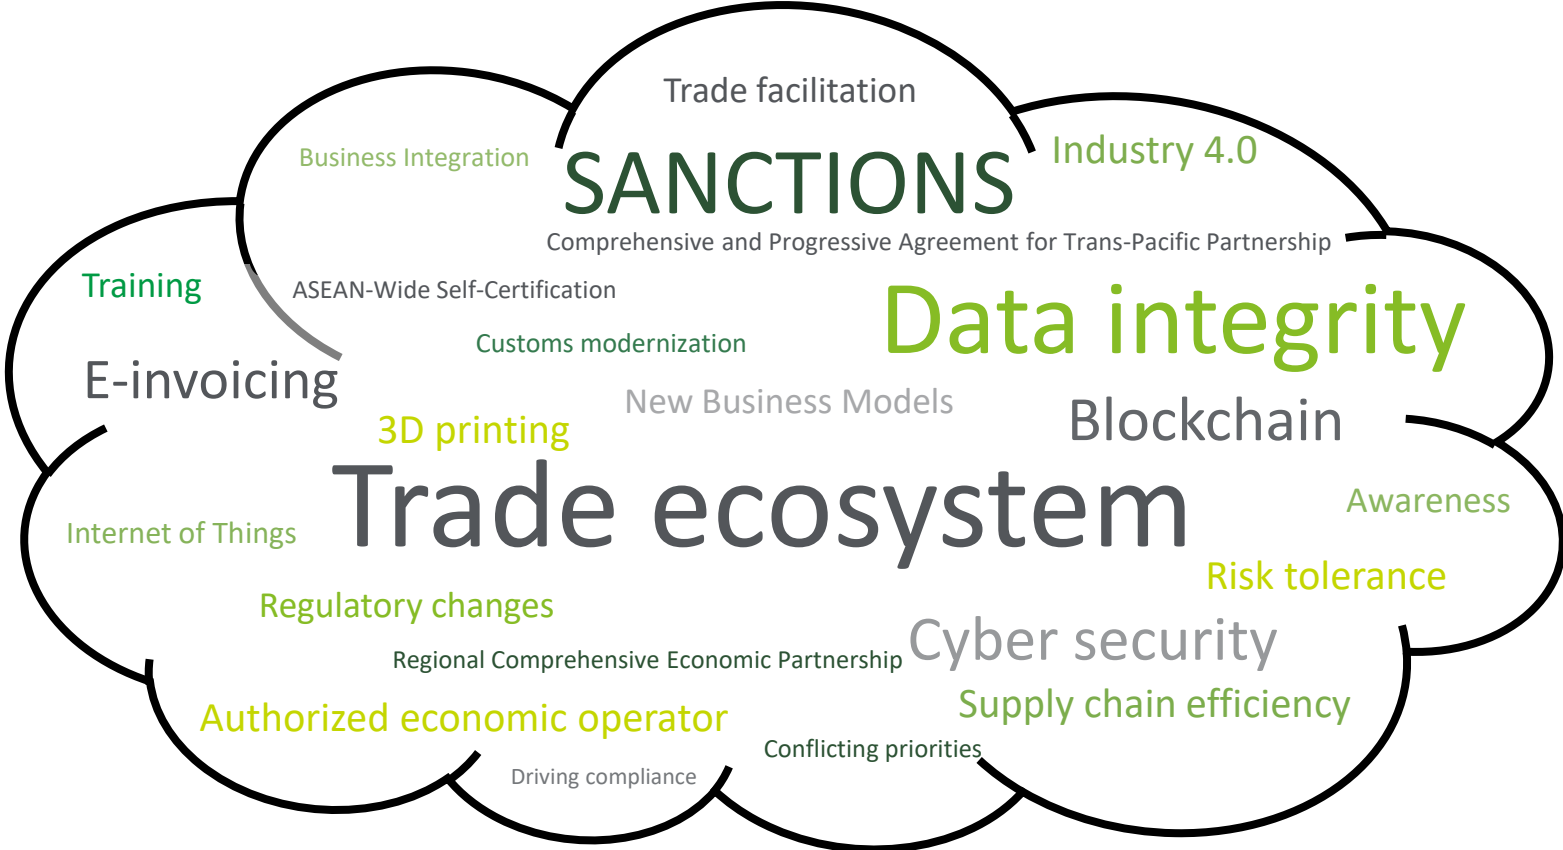 Trade facilitation
Business Integration
SANCTIONS
Industry 4.0
Comprehensive and Progressive Agreement for Trans-Pacific Partnership
Training
ASEAN-Wide Self-Certification
Data integrity
Customs modernization
E-invoicing
New Business Models
3D printing
Blockchain
Trade ecosystem
Awareness
Internet of Things
Risk tolerance
Regulatory changes
Cyber security
Regional Comprehensive Economic Partnership
Supply chain efficiency
Authorized economic operator
Conflicting priorities
Driving compliance